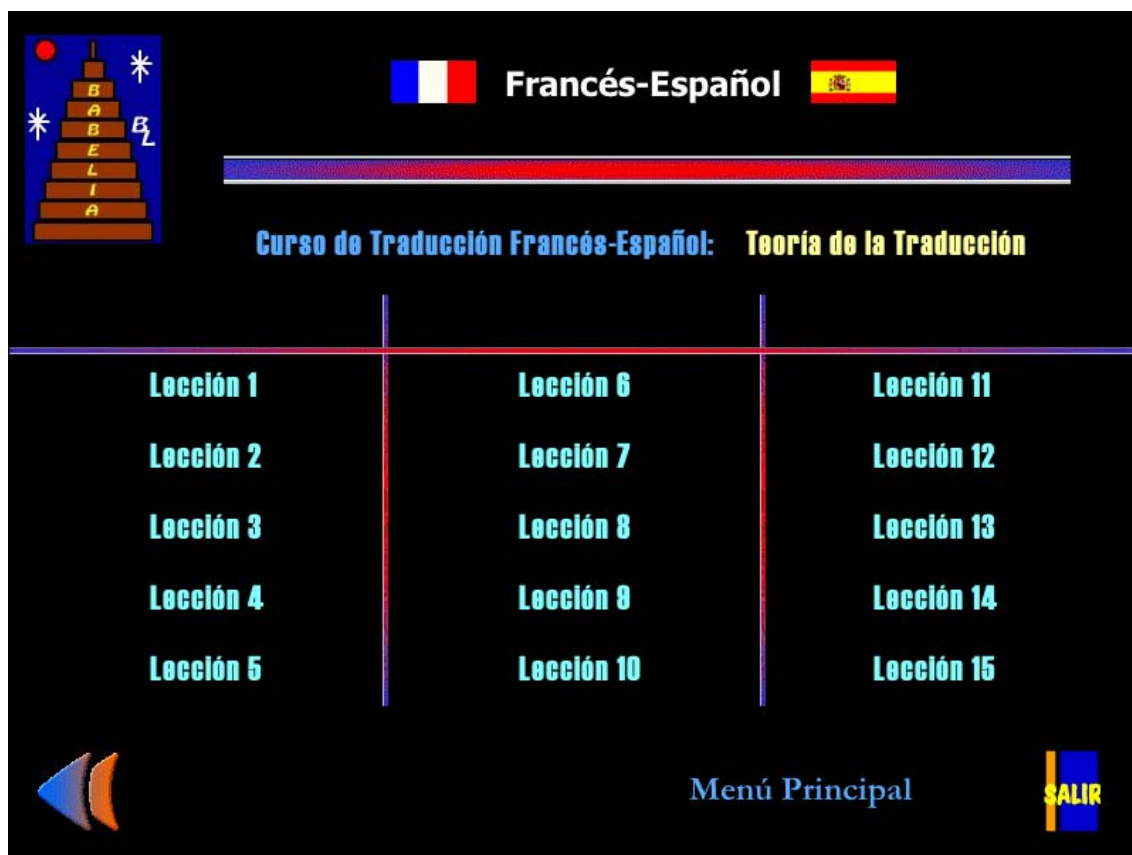 BABELIA
BL
Francés-Español
Curso de Traducción Francés-Español: Teoría de la Traducción
Lección 1 Lección 6 Lección 11
Lección 2 Lección 7 Lección 12
Lección 3 Lección 8 Lección 13
Lección 4 Lección 9 Lección 14
Lección 5 Lección 10 Lección 15
Menú Principal
SALIR